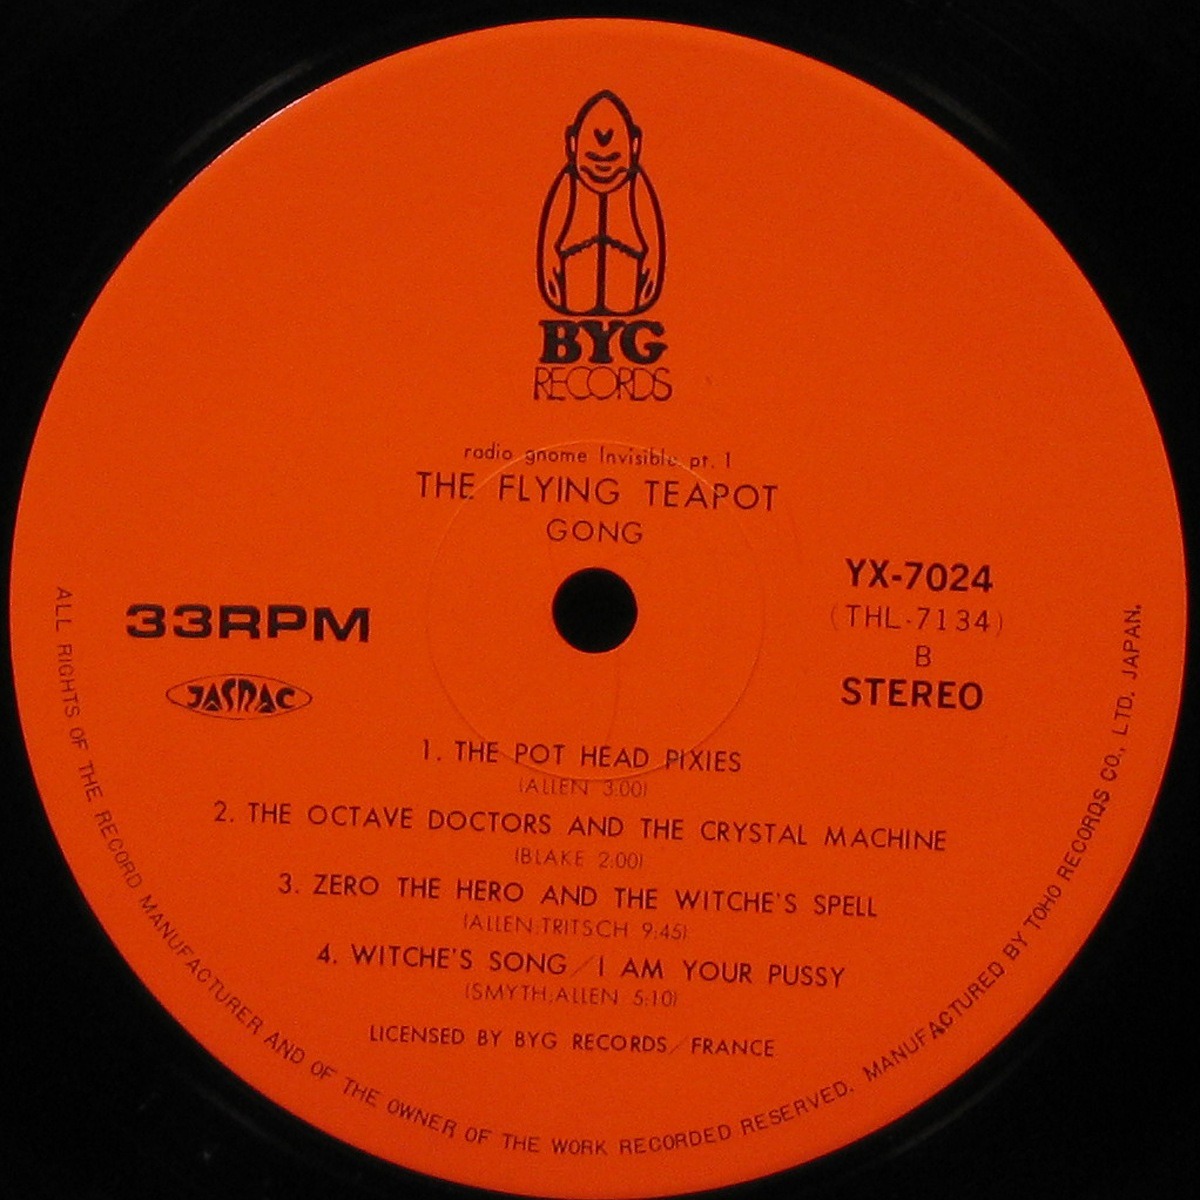 BYG
RECORDS
radio gnome Invisible pt. 1
THE FLYING TEAPOT
GONG
33RPM
JASRAC
YX-7024
(THL-7134)
B
STEREO
1. THE POT HEAD PIXIES
(ALLEN 3:00)
2. THE OCTAVE DOCTORS AND THE CRYSTAL MACHINE
(BLAKE 2:00)
3. ZERO THE HERO AND THE WITCHE'S SPELL
(ALLEN;TRITSCH 9:45)
4. WITCHE'S SONG/I AM YOUR PUSSY
(SMYTH;ALLEN 5:10)
LICENSED BY BYG RECORDS/FRANCE
ALL RIGHTS OF THE RECORD MANUFACTURER AND OF THE OWNER OF THE WORK RECORDED RESERVED. MANUFACTURED BY TOHO RECORDS CO., LTD. JAPAN.